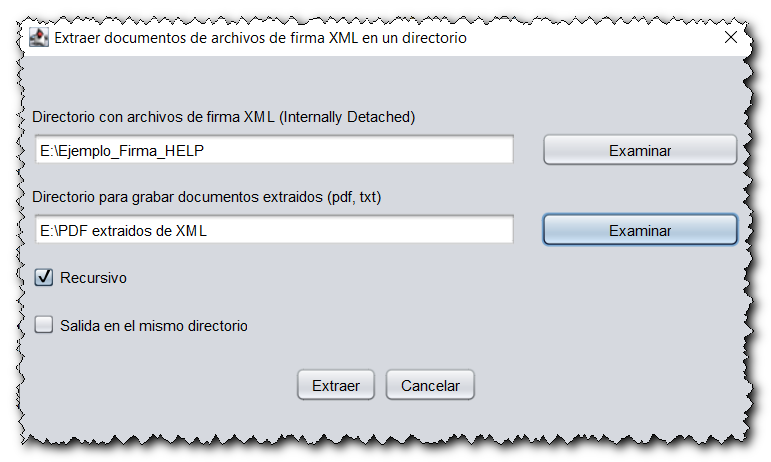 Extraer documentos de archivos de firma XML en un directorio
Directorio con archivos de firma XML (Internally Detached)
E:\Ejemplo_Firma_HELP
Examinar
Directorio para grabar documentos extraidos (pdf, txt)
E:\PDF extraidos de XML
Examinar
Recursivo
Salida en el mismo directorio
Extraer
Cancelar